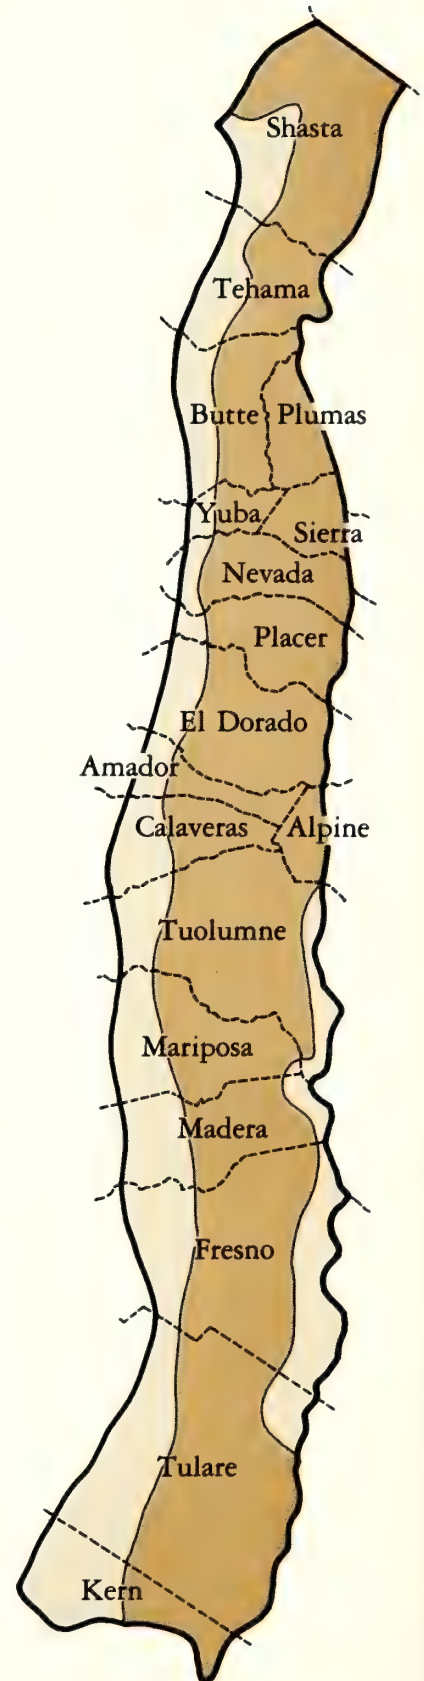 Shasta
Tehama
Butte Plumas
Yuba
Sierra
Nevada
Placer
El Dorado
Amador
Calaveras Alpine
Tuolumne
Mariposa
Madera
Fresno
Tulare
Kern